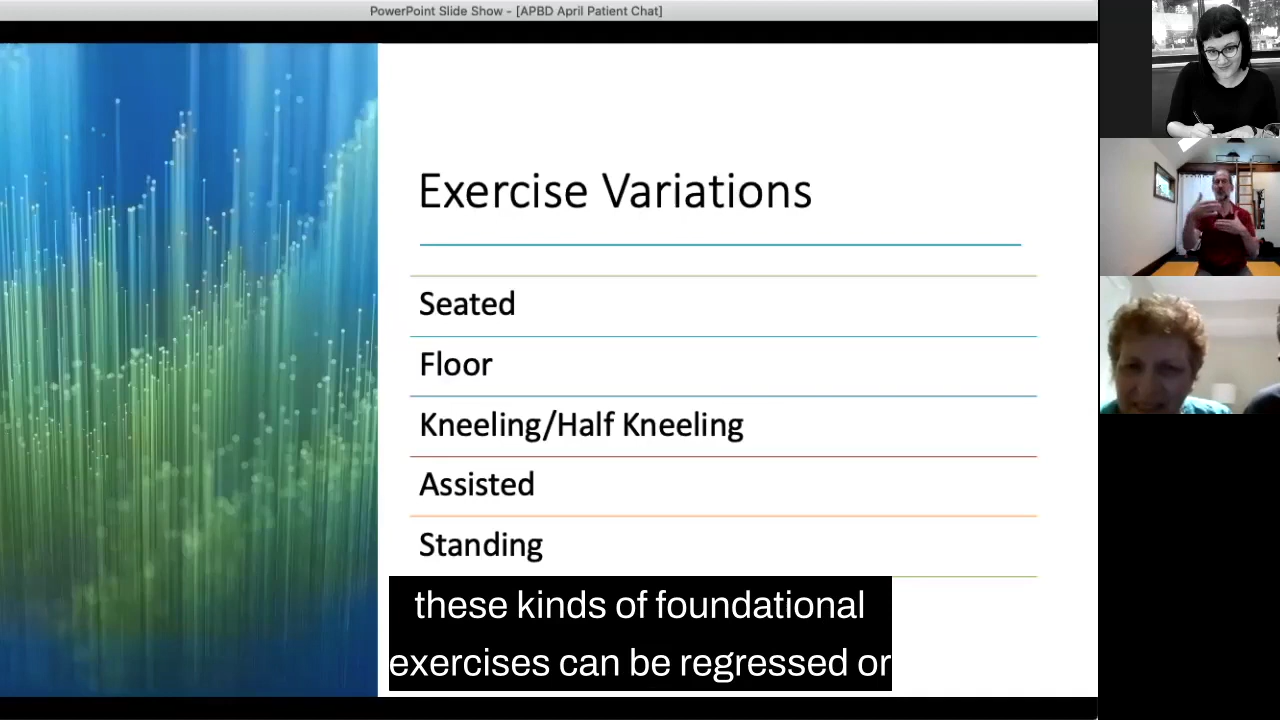 PowerPoint Slide Show - [APBD April Patient Chat]
Exercise Variations
Seated
Floor
Kneeling/Half Kneeling
Assisted
Standing
these kinds of foundational
exercises can be regressed or